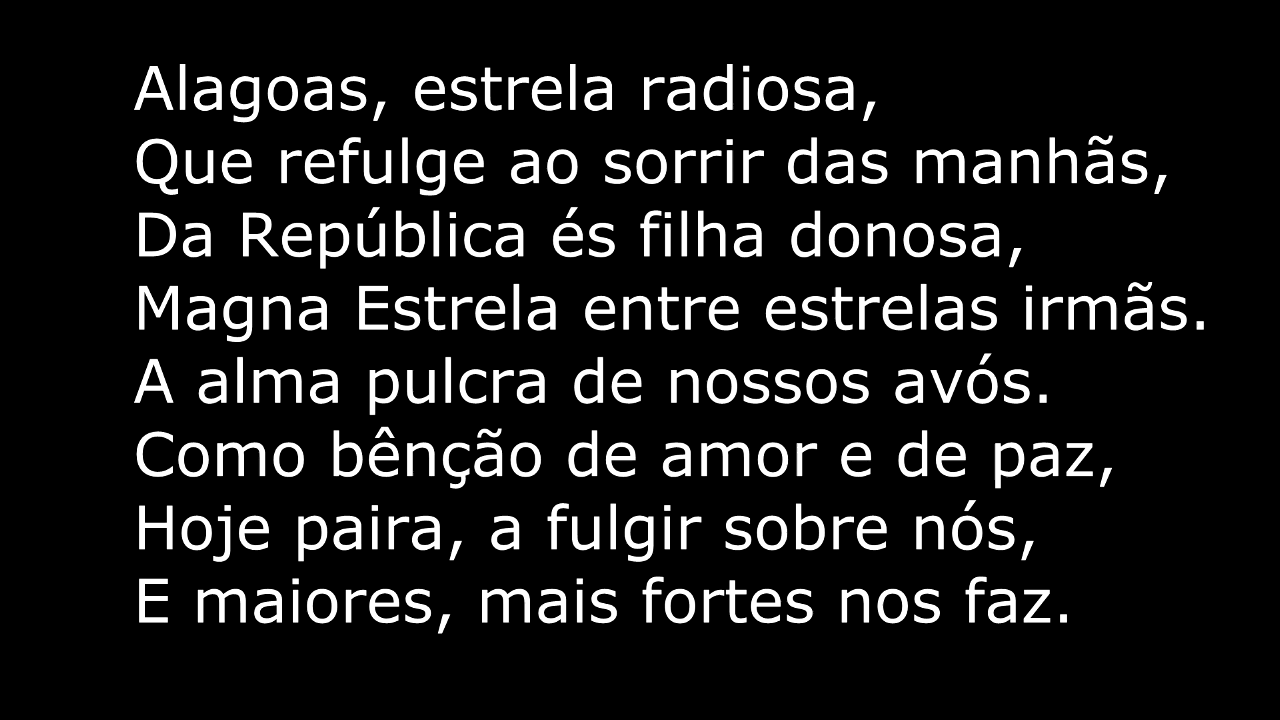 Alagoas, estrela radiosa,
Que refulge ao sorrir das manhãs,
Da República és filha donosa,
Magna Estrela entre estrelas irmãs.
A alma pulcra de nossos avós.
Como bênção de amor e de paz,
Hoje paira, a fulgir sobre nós,
E maiores, mais fortes nos faz.